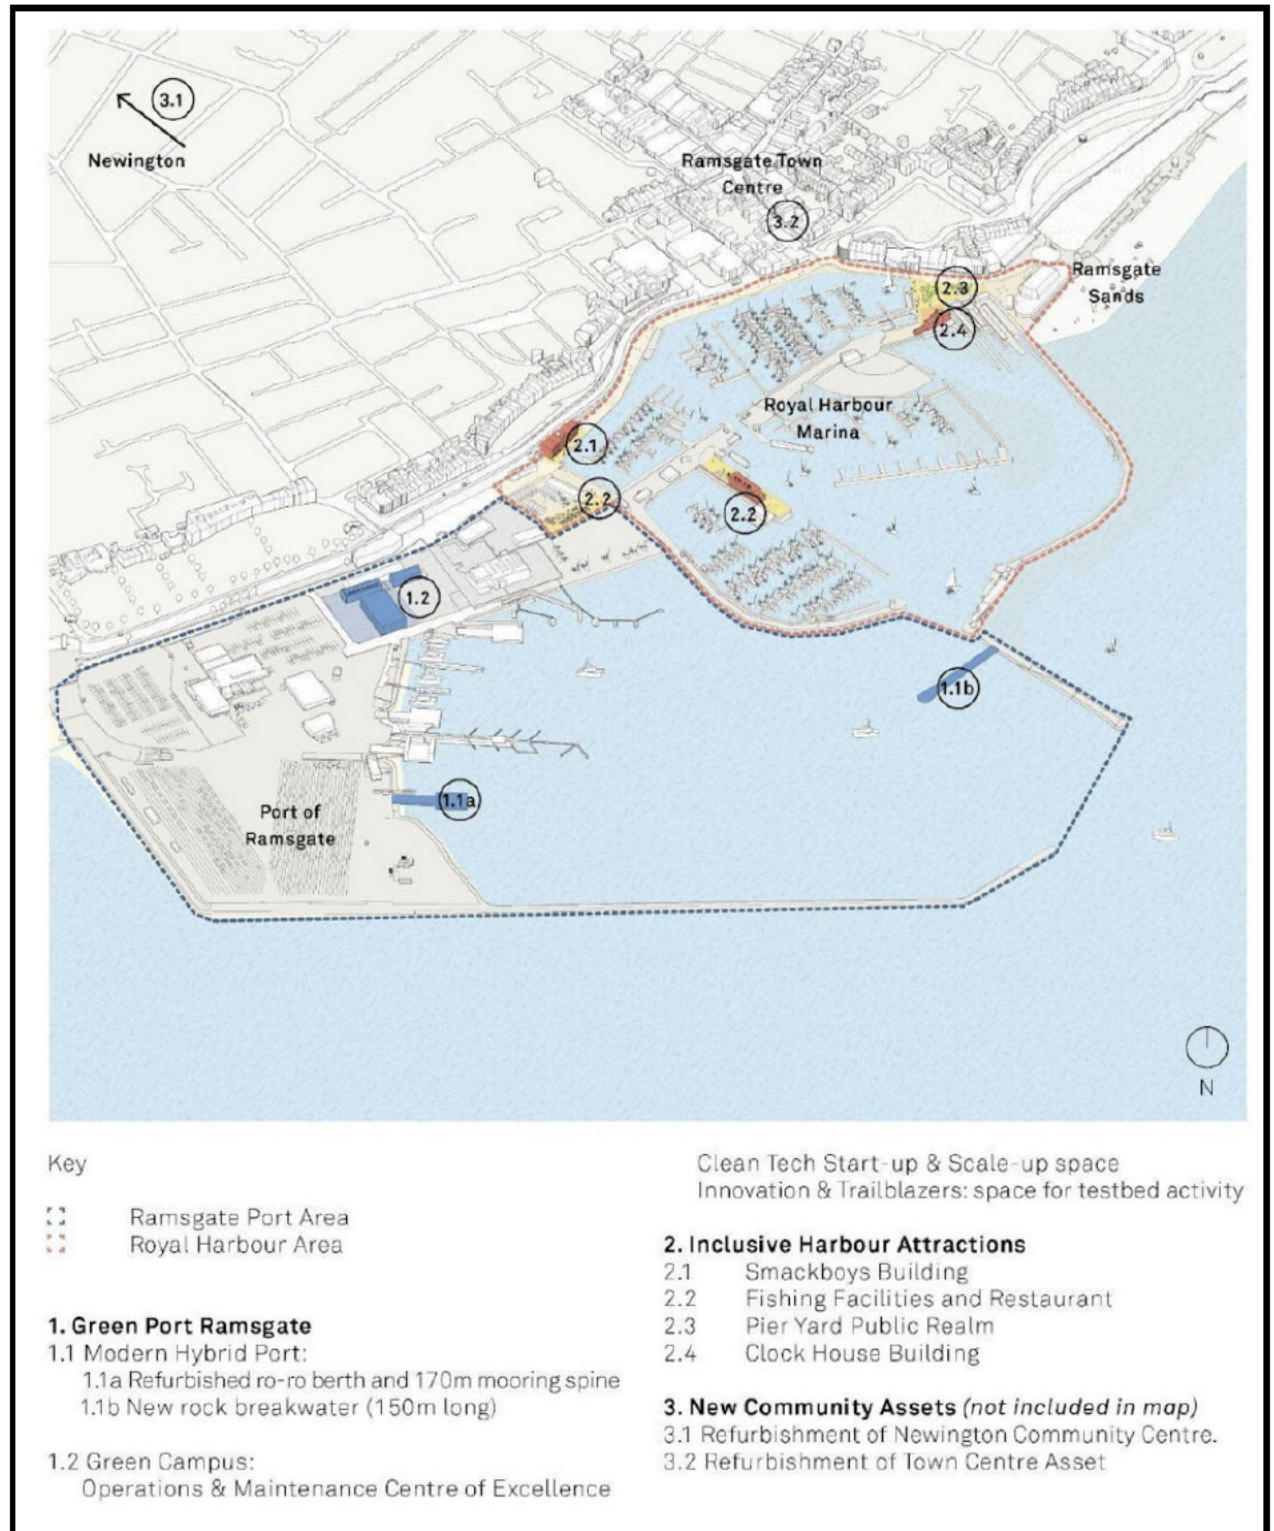 3.1
Newington
Ramsgate Town
Centre
3.2
Ramsgate
Sands
2.3
2.4
Royal Harbour
Marina
2.1
2.2
2.2
1.2
1.1b
1.1a
Port of
Ramsgate
N
Key
Ramsgate Port Area
Royal Harbour Area
1. Green Port Ramsgate
1.1 Modern Hybrid Port:
1.1a Refurbished ro-ro berth and 170m mooring spine
1.1b New rock breakwater (150m long)
1.2 Green Campus:
Operations & Maintenance Centre of Excellence
Clean Tech Start-up & Scale-up space
Innovation & Trailblazers: space for testbed activity
2. Inclusive Harbour Attractions
2.1 Smackboys Building
2.2 Fishing Facilities and Restaurant
2.3 Pier Yard Public Realm
2.4 Clock House Building
3. New Community Assets (not included in map)
3.1 Refurbishment of Newington Community Centre.
3.2 Refurbishment of Town Centre Asset